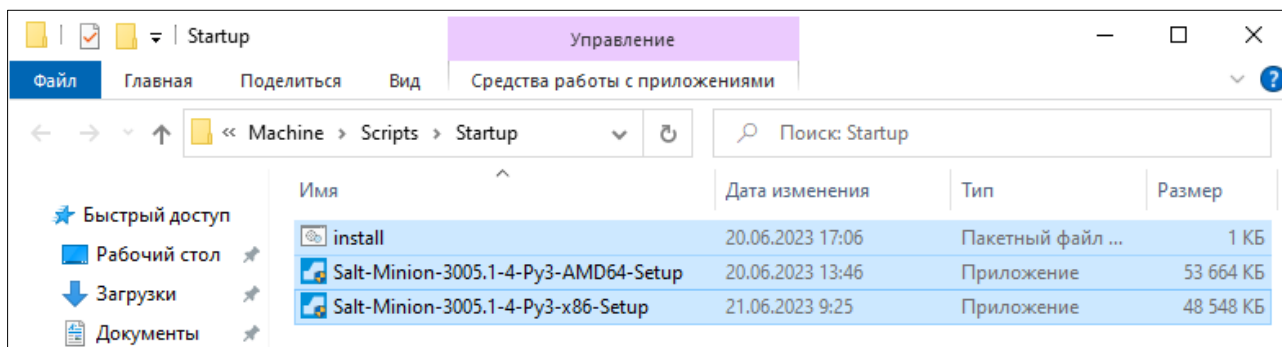 Startup
Управление
Файл Главная Поделиться Вид Средства работы с приложениями ?
« Machine › Scripts › Startup Поиск: Startup
Имя Дата изменения Тип Размер
Быстрый доступ
Рабочий стол
Загрузки
Документы
install 20.06.2023 17:06 Пакетный файл ... 1 КБ
Salt-Minion-3005.1-4-Py3-AMD64-Setup 20.06.2023 13:46 Приложение 53 664 КБ
Salt-Minion-3005.1-4-Py3-x86-Setup 21.06.2023 9:25 Приложение 48 548 КБ